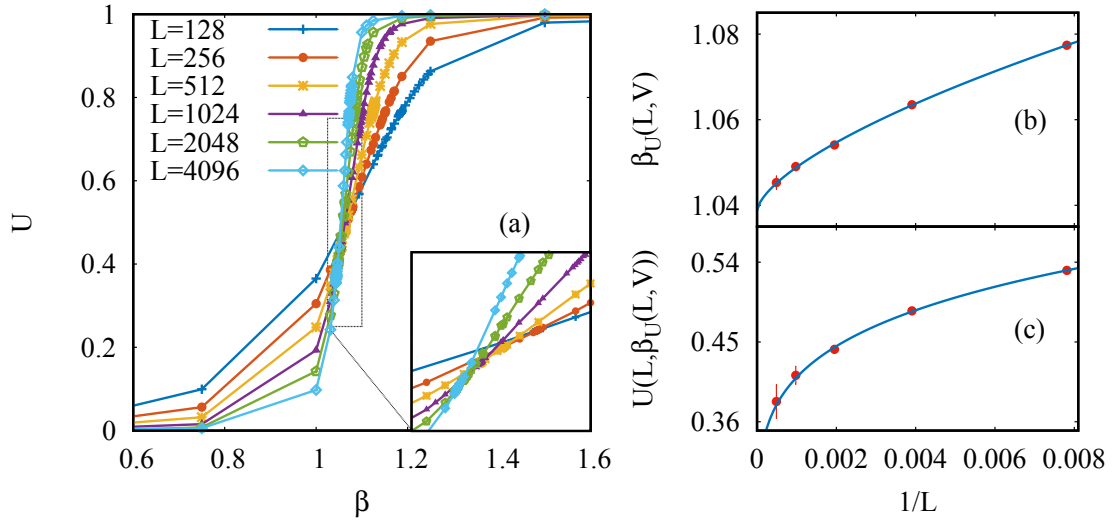 U
1
0.8
0.6
0.4
0.2
0
L=128
L=256
L=512
L=1024
L=2048
L=4096
(a)
0.6 0.8 1 1.2 1.4 1.6
β
β_U(L,V)
1.08
1.06
1.04
(b)
U(L,β_U(L,V))
0.54
0.45
0.36
(c)
0 0.002 0.004 0.006 0.008
1/L